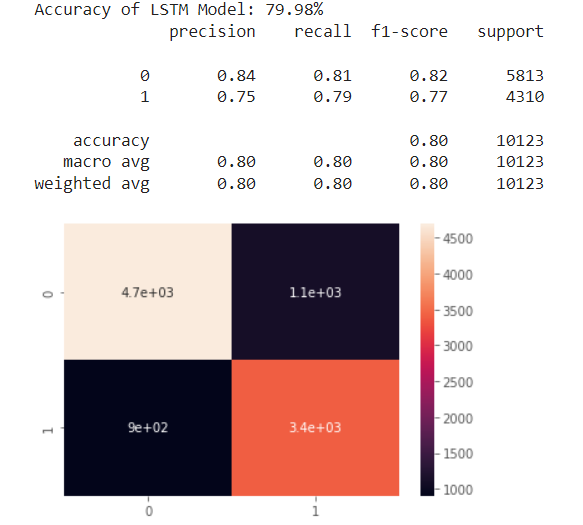 Accuracy of LSTM Model: 79.98%
precision recall f1-score support
0 0.84 0.81 0.82 5813
1 0.75 0.79 0.77 4310
accuracy 0.80 10123
macro avg 0.80 0.80 0.80 10123
weighted avg 0.80 0.80 0.80 10123
4500
4000
3500
3000
2500
2000
1500
1000
0 4.7e+03 1.1e+03
1 9e+02 3.4e+03
0 1